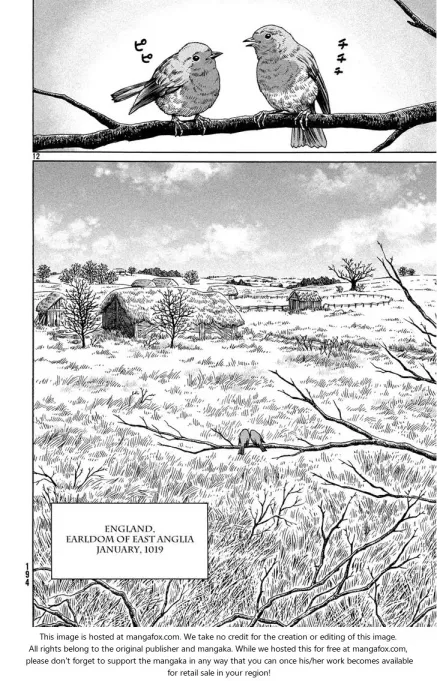 ピピ
チチチ
12
ENGLAND,
EARLDOM OF EAST ANGLIA
JANUARY, 1019
194
This image is hosted at mangafox.com. We take no credit for the creation or editing of this image.
All rights belong to the original publisher and mangaka. While we hosted this for free at mangafox.com,
please don't forget to support the mangaka in any way that you can once his/her work becomes available
for retail sale in your region!